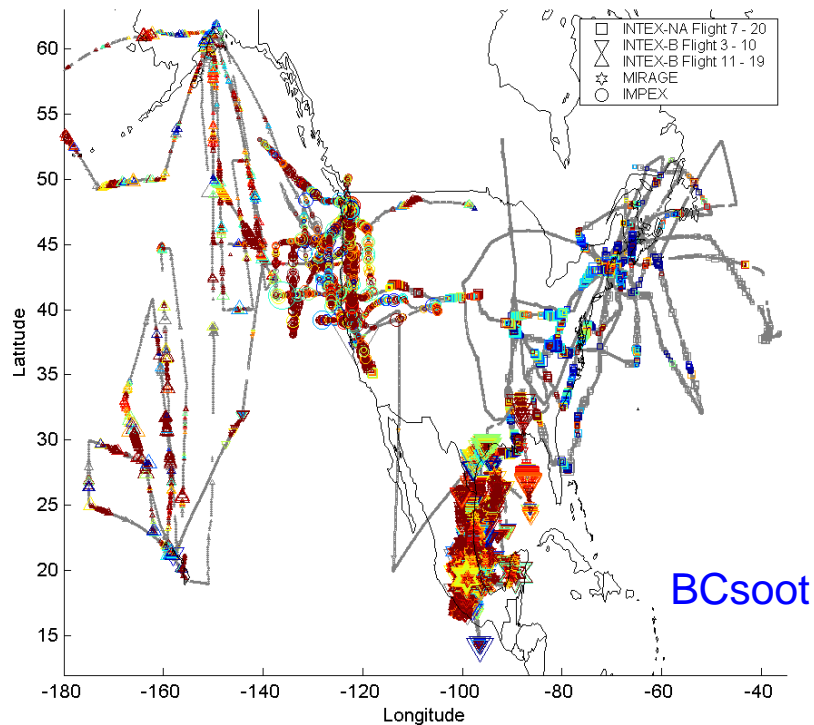 INTEX-NA Flight 7 - 20
INTEX-B Flight 3 - 10
INTEX-B Flight 11 - 19
MIRAGE
IMPEX
60
55
50
45
40
35
30
25
20
15
Latitude
BCsoot
-180 -160 -140 -120 -100 -80 -60 -40
Longitude